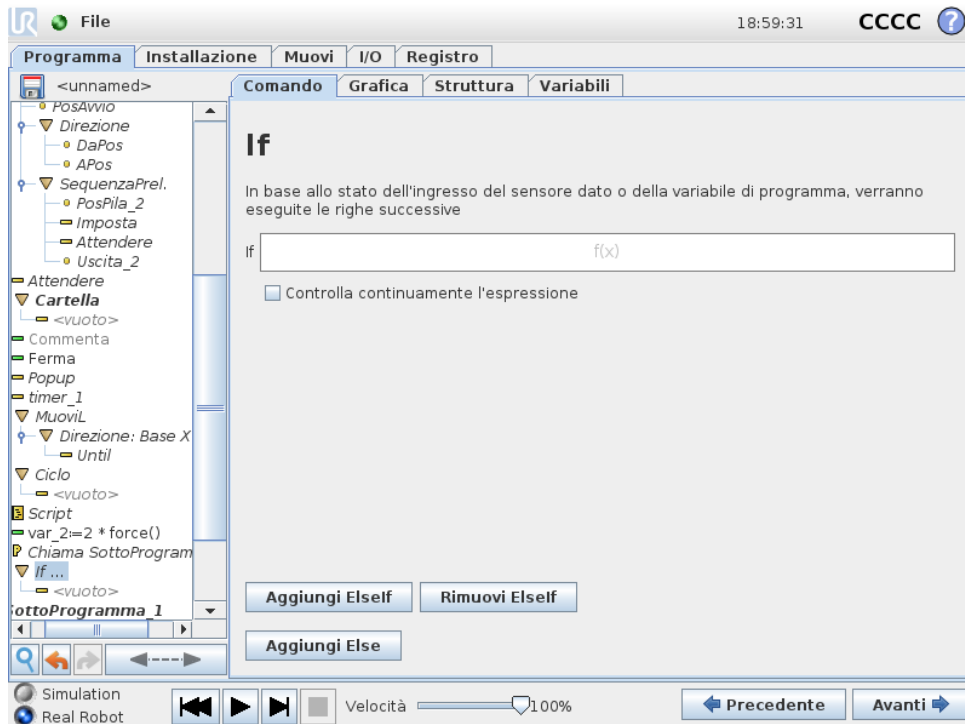 UR File 18:59:31 CCCC ?
Programma Installazione Muovi I/O Registro
<unnamed>
Comando Grafica Struttura Variabili
PosAvvio
Direzione
DaPos
APos
SequenzaPrel.
PosPila_2
Imposta
Attendere
Uscita_2
Attendere
Cartella
<vuoto>
Commenta
Ferma
Popup
timer_1
MuoviL
Direzione: Base X
Until
Ciclo
<vuoto>
Script
var_2:=2 * force()
Chiama SottoProgram
If ...
<vuoto>
SottoProgramma_1
If
In base allo stato dell'ingresso del sensore dato o della variabile di programma, verranno
eseguite le righe successive
If f(x)
Controlla continuamente l'espressione
Aggiungi ElseIf Rimuovi ElseIf
Aggiungi Else
Simulation
Real Robot
Velocità 100%
Precedente Avanti